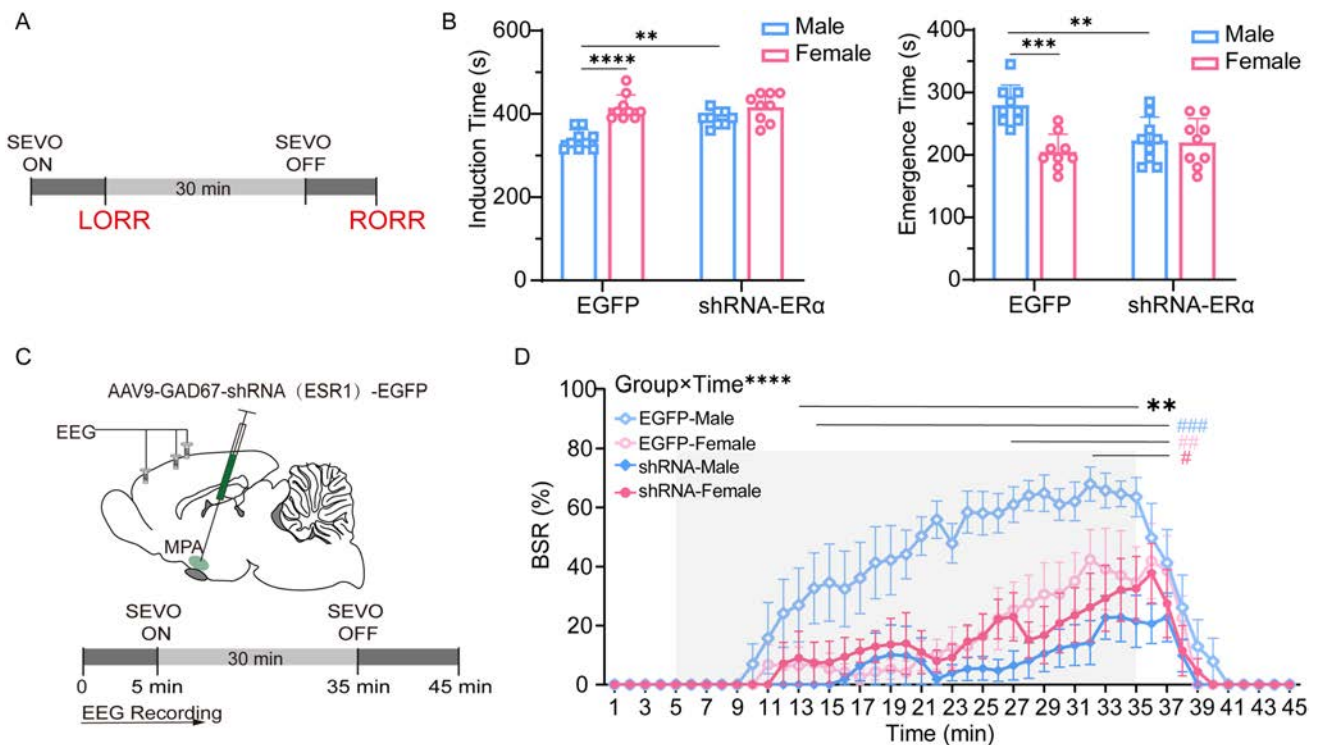 A
SEVO
ON
SEVO
OFF
30 min
LORR
RORR
B
Induction Time (s)
600
400
200
0
**
****
Male
Female
EGFP
shRNA-ERα
Emergence Time (s)
400
300
200
100
0
**
***
Male
Female
EGFP
shRNA-ERα
C
AAV9-GAD67-shRNA（ESR1）-EGFP
EEG
MPA
SEVO
ON
SEVO
OFF
30 min
0
5 min
35 min
45 min
EEG Recording
D
BSR (%)
100
80
60
40
20
0
Group×Time****
EGFP-Male
EGFP-Female
shRNA-Male
shRNA-Female
**
###
##
#
1 3 5 7 9 11 13 15 17 19 21 23 25 27 29 31 33 35 37 39 41 43 45
Time (min)